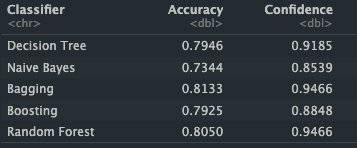 Classifier Accuracy Confidence
<chr> <dbl> <dbl>
Decision Tree 0.7946 0.9185
Naive Bayes 0.7344 0.8539
Bagging 0.8133 0.9466
Boosting 0.7925 0.8848
Random Forest 0.8050 0.9466